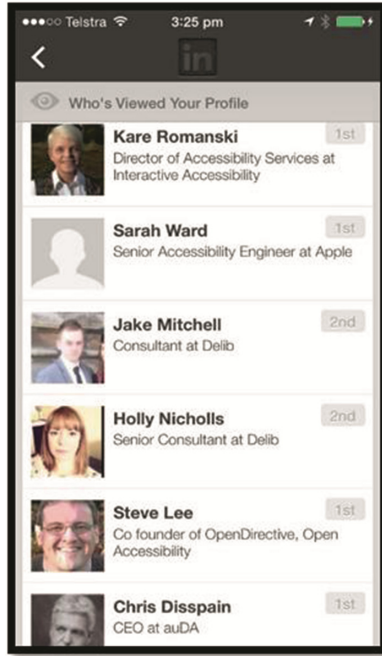 Telstra 3:25 pm
in
Who's Viewed Your Profile
Kare Romanski 1st
Director of Accessibility Services at
Interactive Accessibility
Sarah Ward 1st
Senior Accessibility Engineer at Apple
Jake Mitchell 2nd
Consultant at Delib
Holly Nicholls 2nd
Senior Consultant at Delib
Steve Lee 1st
Co founder of OpenDirective, Open
Accessibility
Chris Disspain 1st
CEO at auDA